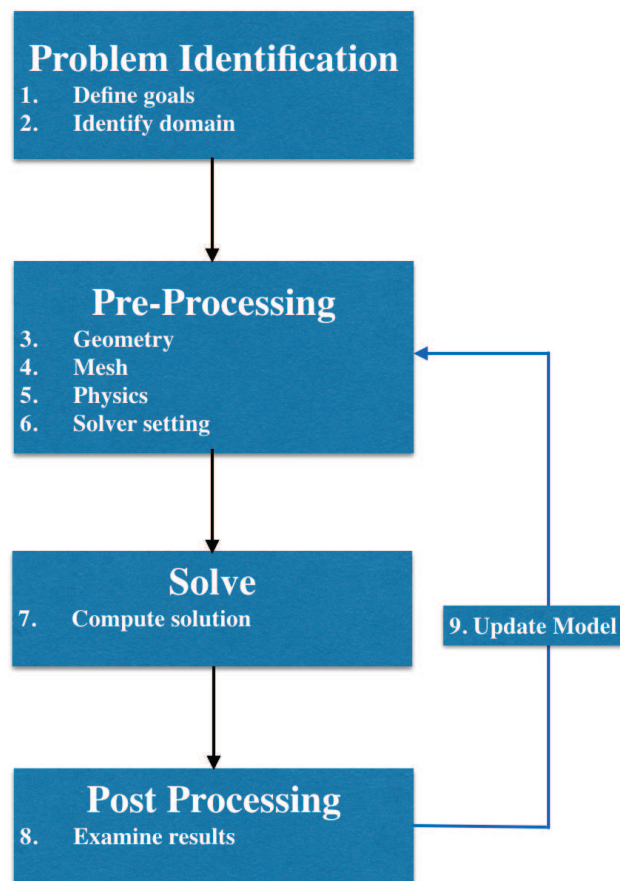 Problem Identification
1. Define goals
2. Identify domain
Pre-Processing
3. Geometry
4. Mesh
5. Physics
6. Solver setting
Solve
7. Compute solution
9. Update Model
Post Processing
8. Examine results